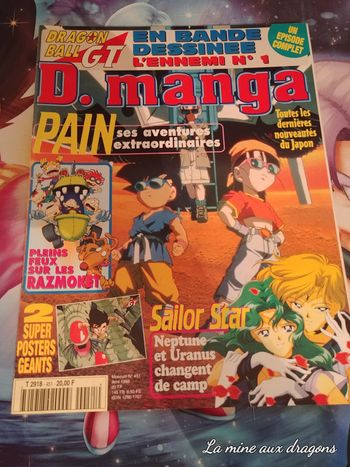 DRAGON
BALL GT
EN BANDE
DESSINEE
L'ENNEMI N° 1
UN
EPISODE
COMPLET
D. manga
PAIN
ses aventures
extraordinaires
Toutes les
dernières
nouveautés
du Japon
PLEINS
FEUX
SUR LES
RAZMOKET
2
SUPER
POSTERS
GEANTS
GT
Sailor Star
Neptune
et Uranus
changent
de camp
T 2918
20,00 F
La mine aux dragons